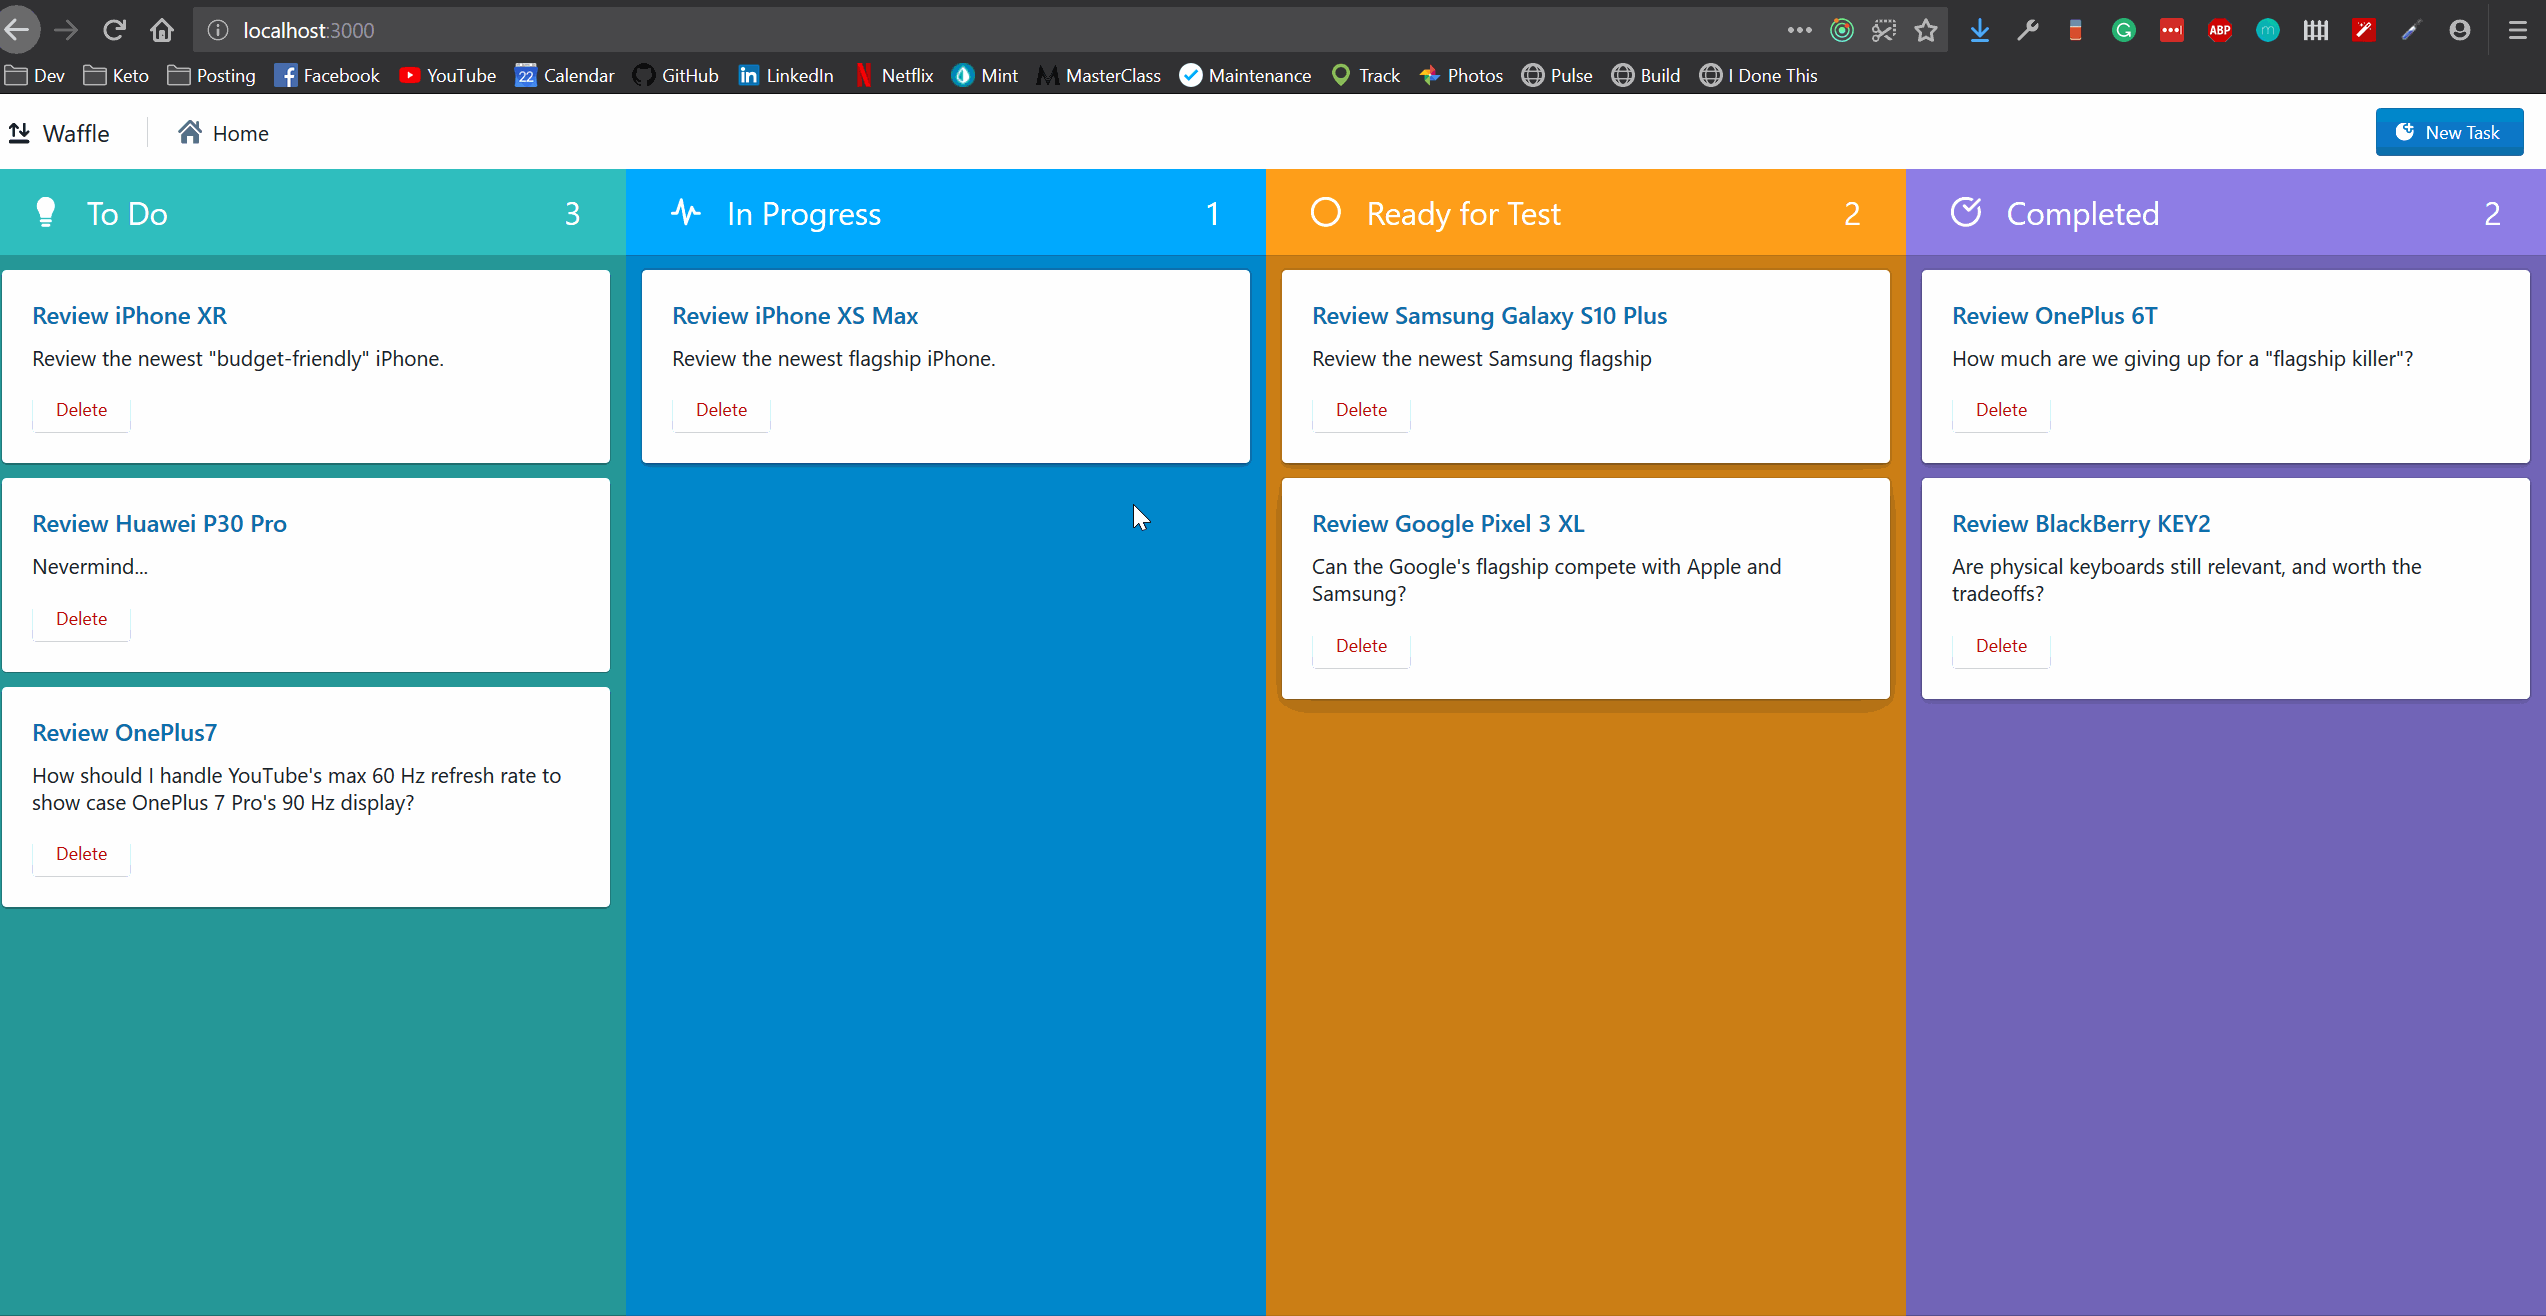 localhost:3000
ABP
Dev Keto Posting Facebook YouTube 22 Calendar GitHub LinkedIn Netflix Mint MasterClass Maintenance Track Photos Pulse Build I Done This
Waffle Home New Task
To Do 3
Review iPhone XR
Review the newest "budget-friendly" iPhone.
Delete
Review Huawei P30 Pro
Nevermind...
Delete
Review OnePlus7
How should I handle YouTube's max 60 Hz refresh rate to
show case OnePlus 7 Pro's 90 Hz display?
Delete
In Progress 1
Review iPhone XS Max
Review the newest flagship iPhone.
Delete
Ready for Test 2
Review Samsung Galaxy S10 Plus
Review the newest Samsung flagship
Delete
Review Google Pixel 3 XL
Can the Google's flagship compete with Apple and
Samsung?
Delete
Completed 2
Review OnePlus 6T
How much are we giving up for a "flagship killer"?
Delete
Review BlackBerry KEY2
Are physical keyboards still relevant, and worth the
tradeoffs?
Delete